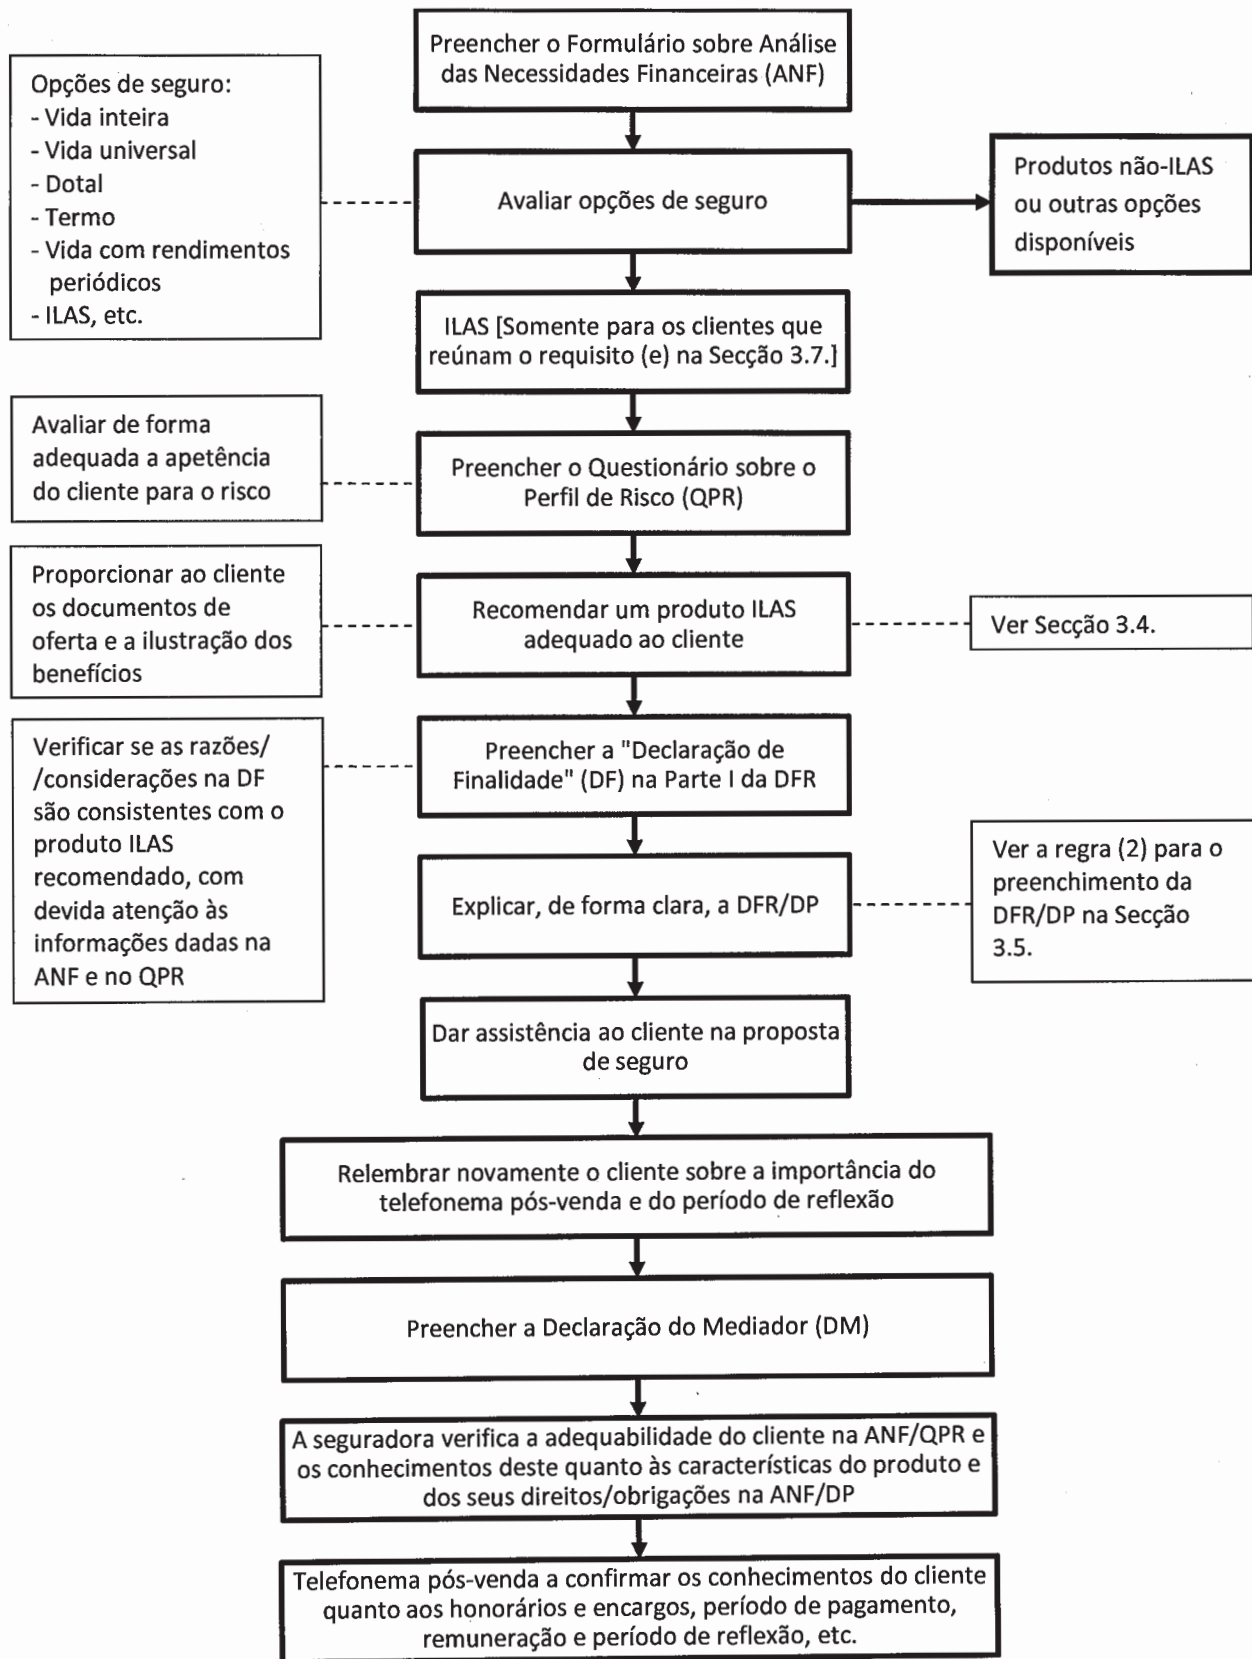 Preencher o Formulário sobre Análise
das Necessidades Financeiras (ANF)
Opções de seguro:
- Vida inteira
- Vida universal
- Dotal
- Termo
- Vida com rendimentos
periódicos
- ILAS, etc.
Avaliar opções de seguro
Produtos não-ILAS
ou outras opções
disponíveis
ILAS [Somente para os clientes que
reúnam o requisito (e) na Secção 3.7.]
Avaliar de forma
adequada a apetência
do cliente para o risco
Preencher o Questionário sobre o
Perfil de Risco (QPR)
Proporcionar ao cliente
os documentos de
oferta e a ilustração dos
benefícios
Recomendar um produto ILAS
adequado ao cliente
Ver Secção 3.4.
Verificar se as razões/
/considerações na DF
são consistentes com o
produto ILAS
recomendado, com
devida atenção às
informações dadas na
ANF e no QPR
Preencher a "Declaração de
Finalidade" (DF) na Parte I da DFR
Explicar, de forma clara, a DFR/DP
Ver a regra (2) para o
preenchimento da
DFR/DP na Secção
3.5.
Dar assistência ao cliente na proposta
de seguro
Relembrar novamente o cliente sobre a importância do
telefonema pós-venda e do período de reflexão
Preencher a Declaração do Mediador (DM)
A seguradora verifica a adequabilidade do cliente na ANF/QPR e
os conhecimentos deste quanto às características do produto e
dos seus direitos/obrigações na ANF/DP
Telefonema pós-venda a confirmar os conhecimentos do cliente
quanto aos honorários e encargos, período de pagamento,
remuneração e período de reflexão, etc.